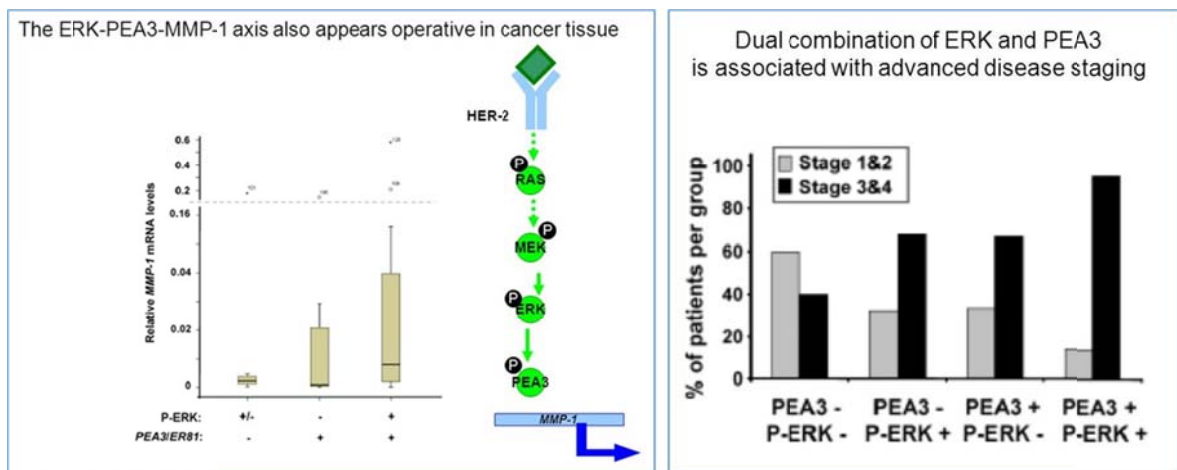 The ERK-PEA3-MMP-1 axis also appears operative in cancer tissue
HER-2
P
RAS
MEK
P
P
ERK
P
PEA3
MMP-1
Relative MMP-1 mRNA levels
0.6
0.4
0.2
0.16
0.04
0.02
0
P-ERK: +/- - +
PEA3/ER81: - + +
Dual combination of ERK and PEA3
is associated with advanced disease staging
% of patients per group
100
80
60
40
20
0
Stage 1&2
Stage 3&4
PEA3 - PEA3 - PEA3 + PEA3 +
P-ERK - P-ERK + P-ERK - P-ERK +